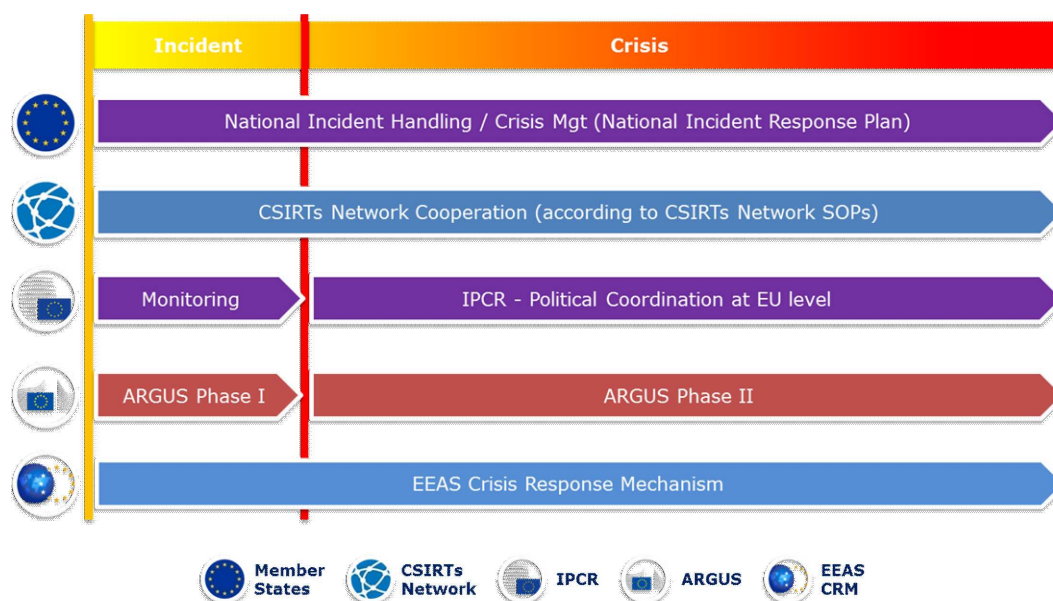 Incident
Crisis
National Incident Handling / Crisis Mgt (National Incident Response Plan)
CSIRTs Network Cooperation (according to CSIRTs Network SOPs)
Monitoring
IPCR - Political Coordination at EU level
ARGUS Phase I
ARGUS Phase II
EEAS Crisis Response Mechanism
Member
States
CSIRTs
Network
IPCR
ARGUS
EEAS
CRM